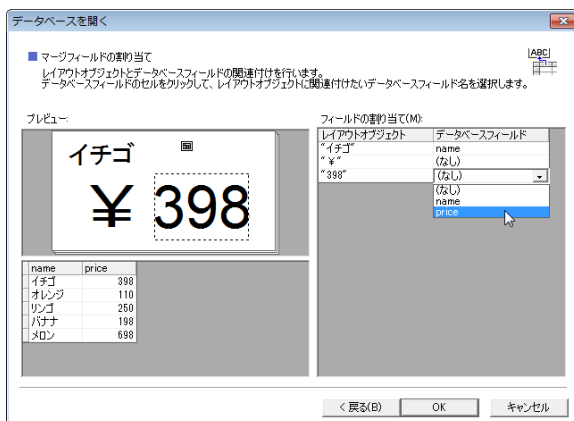 データベースを開く
マージフィールドの割り当て
レイアウトオブジェクトとデータベースフィールドの関連付けを行います。
データベースフィールドのセルをクリックして、レイアウトオブジェクトに関連付けたいデータベースフィールド名を選択します。
ABC
プレビュー:
イチゴ
¥ 398
name price
イチゴ 398
オレンジ 110
リンゴ 250
バナナ 198
メロン 698
フィールドの割り当て(M):
レイアウトオブジェクト データベースフィールド
"イチゴ" name
"¥" (なし)
"398" (なし)
(なし)
name
price
< 戻る(B) OK キャンセル